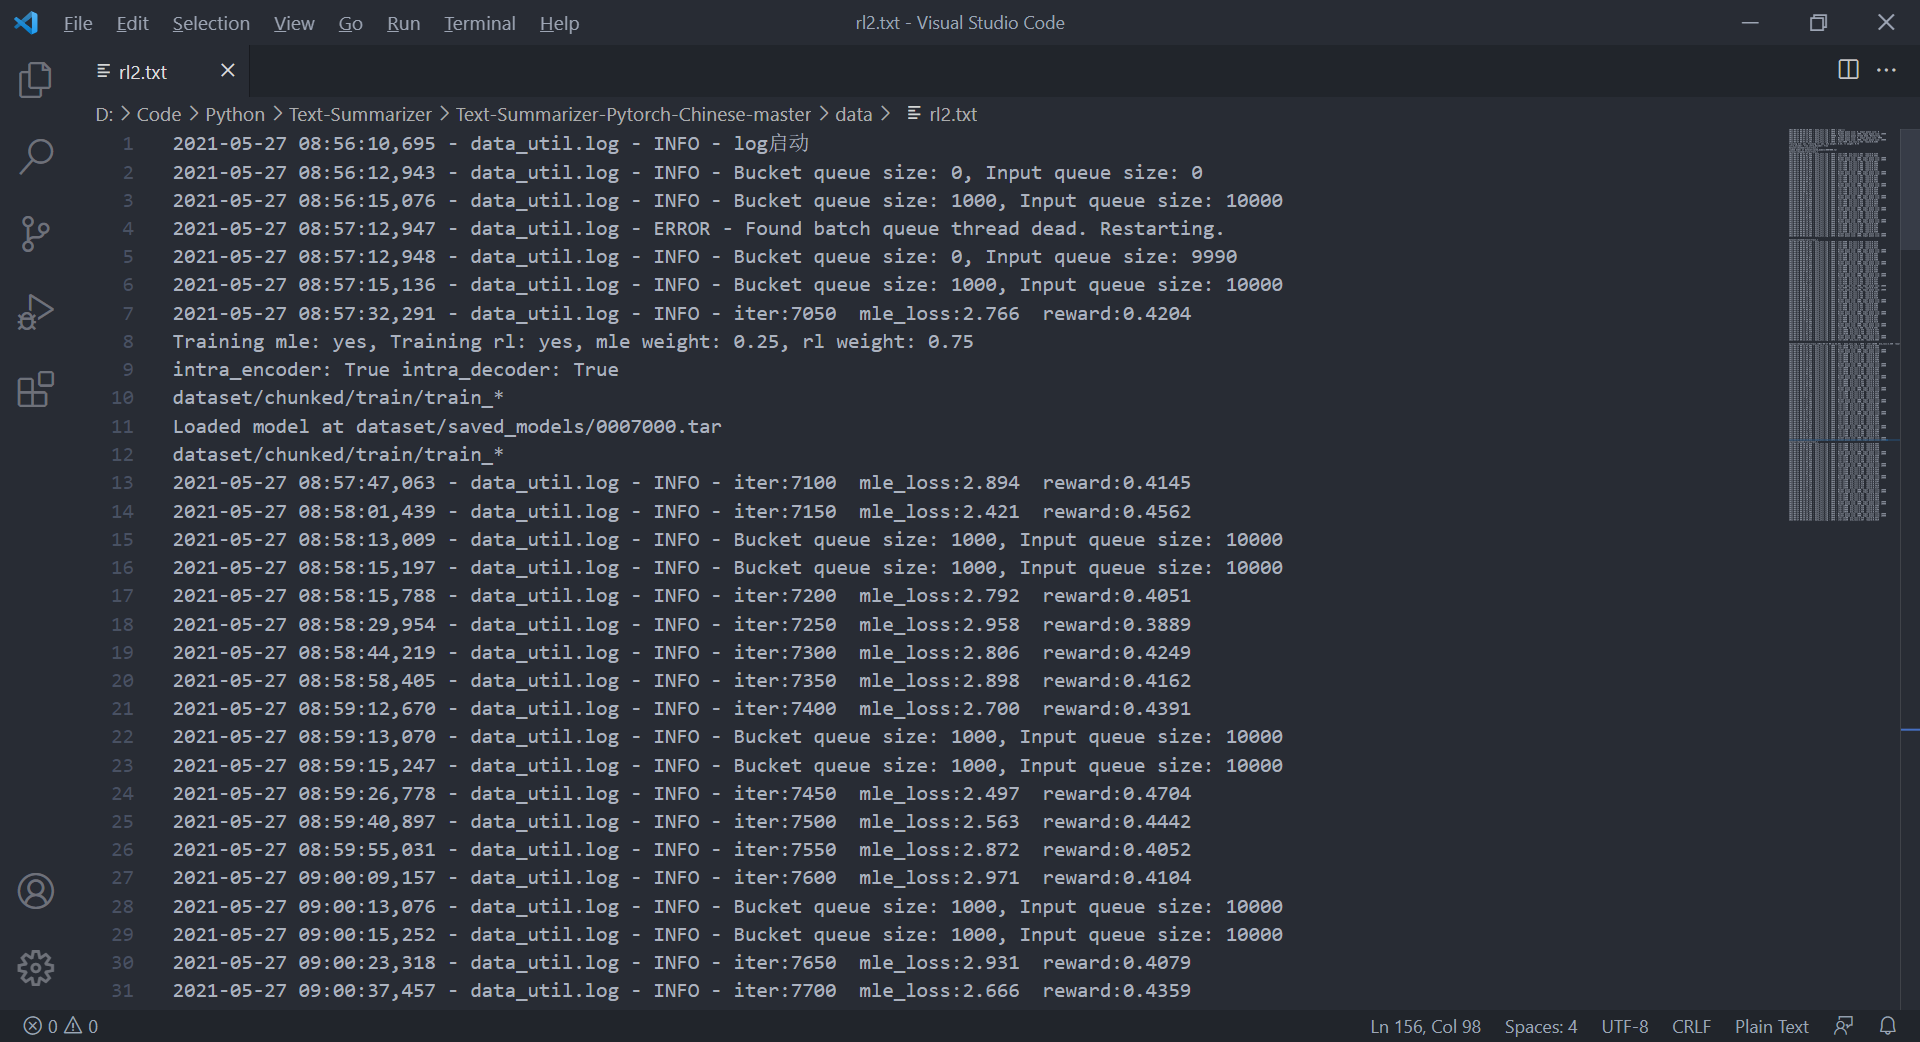 File Edit Selection View Go Run Terminal Help rl2.txt - Visual Studio Code
rl2.txt
D: > Code > Python > Text-Summarizer > Text-Summarizer-Pytorch-Chinese-master > data > rl2.txt
1 2021-05-27 08:56:10,695 - data_util.log - INFO - log启动
2 2021-05-27 08:56:12,943 - data_util.log - INFO - Bucket queue size: 0, Input queue size: 0
3 2021-05-27 08:56:15,076 - data_util.log - INFO - Bucket queue size: 1000, Input queue size: 10000
4 2021-05-27 08:57:12,947 - data_util.log - ERROR - Found batch queue thread dead. Restarting.
5 2021-05-27 08:57:12,948 - data_util.log - INFO - Bucket queue size: 0, Input queue size: 9990
6 2021-05-27 08:57:15,136 - data_util.log - INFO - Bucket queue size: 1000, Input queue size: 10000
7 2021-05-27 08:57:32,291 - data_util.log - INFO - iter:7050  mle_loss:2.766  reward:0.4204
8 Training mle: yes, Training rl: yes, mle weight: 0.25, rl weight: 0.75
9 intra_encoder: True intra_decoder: True
10 dataset/chunked/train/train_*
11 Loaded model at dataset/saved_models/0007000.tar
12 dataset/chunked/train/train_*
13 2021-05-27 08:57:47,063 - data_util.log - INFO - iter:7100  mle_loss:2.894  reward:0.4145
14 2021-05-27 08:58:01,439 - data_util.log - INFO - iter:7150  mle_loss:2.421  reward:0.4562
15 2021-05-27 08:58:13,009 - data_util.log - INFO - Bucket queue size: 1000, Input queue size: 10000
16 2021-05-27 08:58:15,197 - data_util.log - INFO - Bucket queue size: 1000, Input queue size: 10000
17 2021-05-27 08:58:15,788 - data_util.log - INFO - iter:7200  mle_loss:2.792  reward:0.4051
18 2021-05-27 08:58:29,954 - data_util.log - INFO - iter:7250  mle_loss:2.958  reward:0.3889
19 2021-05-27 08:58:44,219 - data_util.log - INFO - iter:7300  mle_loss:2.806  reward:0.4249
20 2021-05-27 08:58:58,405 - data_util.log - INFO - iter:7350  mle_loss:2.898  reward:0.4162
21 2021-05-27 08:59:12,670 - data_util.log - INFO - iter:7400  mle_loss:2.700  reward:0.4391
22 2021-05-27 08:59:13,070 - data_util.log - INFO - Bucket queue size: 1000, Input queue size: 10000
23 2021-05-27 08:59:15,247 - data_util.log - INFO - Bucket queue size: 1000, Input queue size: 10000
24 2021-05-27 08:59:26,778 - data_util.log - INFO - iter:7450  mle_loss:2.497  reward:0.4704
25 2021-05-27 08:59:40,897 - data_util.log - INFO - iter:7500  mle_loss:2.563  reward:0.4442
26 2021-05-27 08:59:55,031 - data_util.log - INFO - iter:7550  mle_loss:2.872  reward:0.4052
27 2021-05-27 09:00:09,157 - data_util.log - INFO - iter:7600  mle_loss:2.971  reward:0.4104
28 2021-05-27 09:00:13,076 - data_util.log - INFO - Bucket queue size: 1000, Input queue size: 10000
29 2021-05-27 09:00:15,252 - data_util.log - INFO - Bucket queue size: 1000, Input queue size: 10000
30 2021-05-27 09:00:23,318 - data_util.log - INFO - iter:7650  mle_loss:2.931  reward:0.4079
31 2021-05-27 09:00:37,457 - data_util.log - INFO - iter:7700  mle_loss:2.666  reward:0.4359
0 0 Ln 156, Col 98 Spaces: 4 UTF-8 CRLF Plain Text